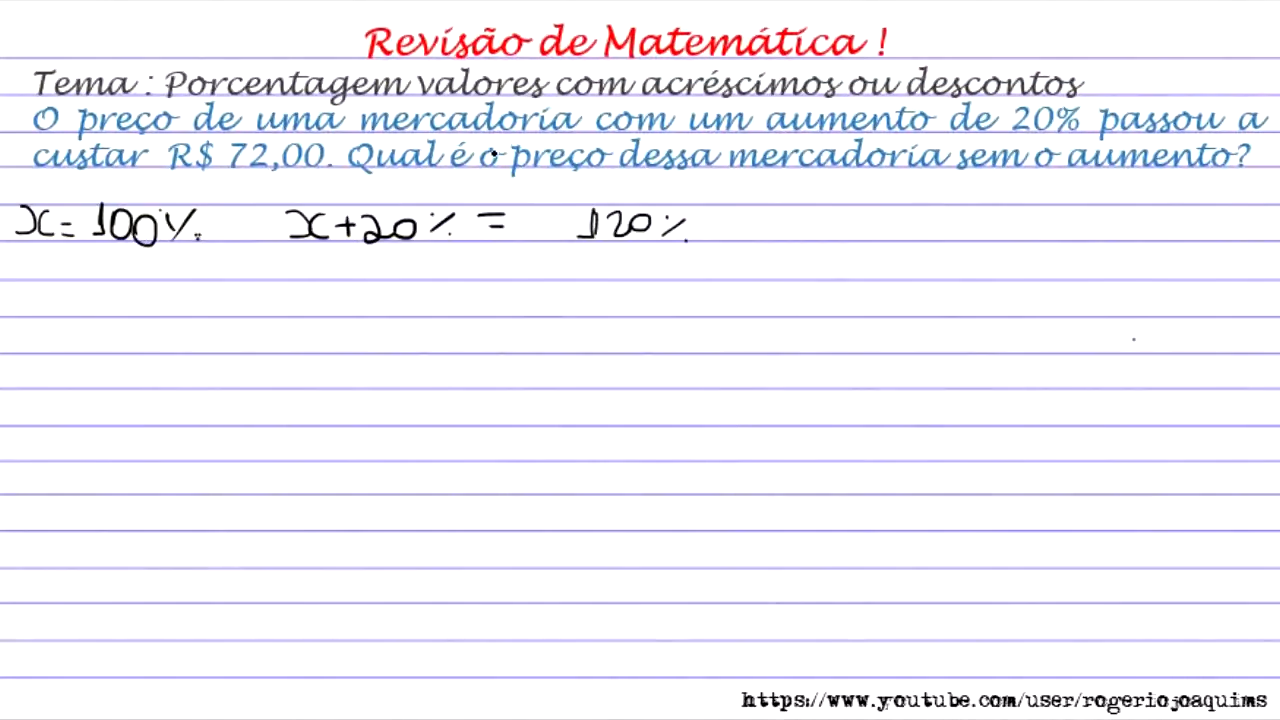 Revisão de Matemática !
Tema : Porcentagem valores com acréscimos ou descontos
O preço de uma mercadoria com um aumento de 20% passou a
custar R$ 72,00. Qual é o preço dessa mercadoria sem o aumento?
x = 100% x + 20% = 120%
https://www.youtube.com/user/rogeriojoaquims